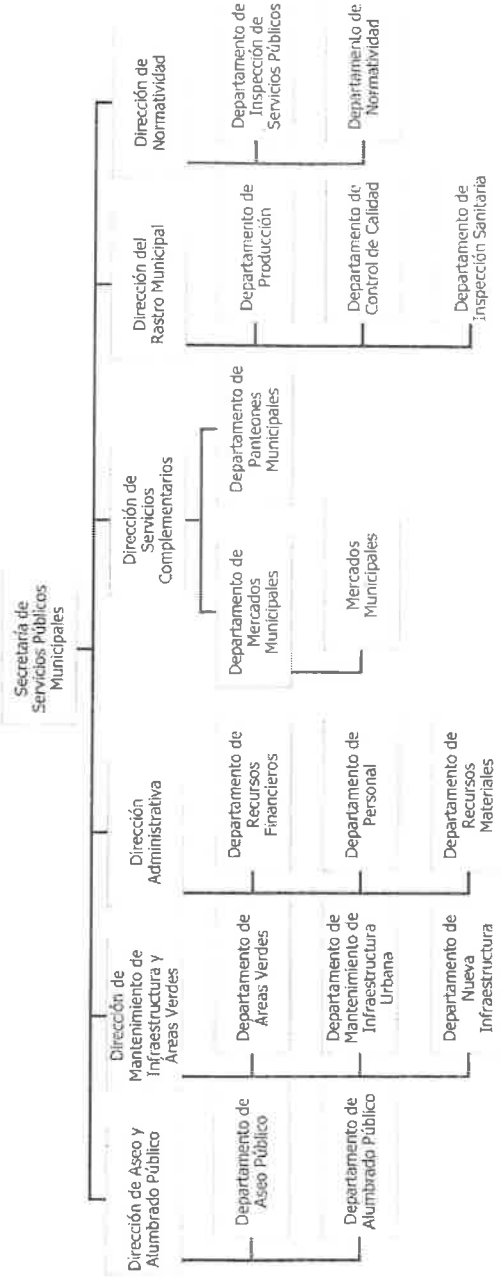 Secretaría de
Servicios Públicos
Municipales
Dirección de Aseo y
Alumbrado Público
Dirección de
Mantenimiento de
Infraestructura y
Áreas Verdes
Dirección
Administrativa
Dirección de
Servicios
Complementarios
Dirección del
Rastro Municipal
Dirección de
Normatividad
Departamento de
Aseo Público
Departamento de
Áreas Verdes
Departamento de
Recursos
Financieros
Departamento de
Mercados
Municipales
Departamento de
Panteones
Municipales
Departamento de
Producción
Departamento de
Inspección de
Servicios Públicos
Departamento de
Alumbrado Público
Departamento de
Mantenimiento de
Infraestructura
Urbana
Departamento de
Personal
Mercados
Municipales
Departamento de
Control de Calidad
Departamento de
Normatividad
Departamento de
Nueva
Infraestructura
Departamento de
Recursos
Materiales
Departamento de
Inspección Sanitaria